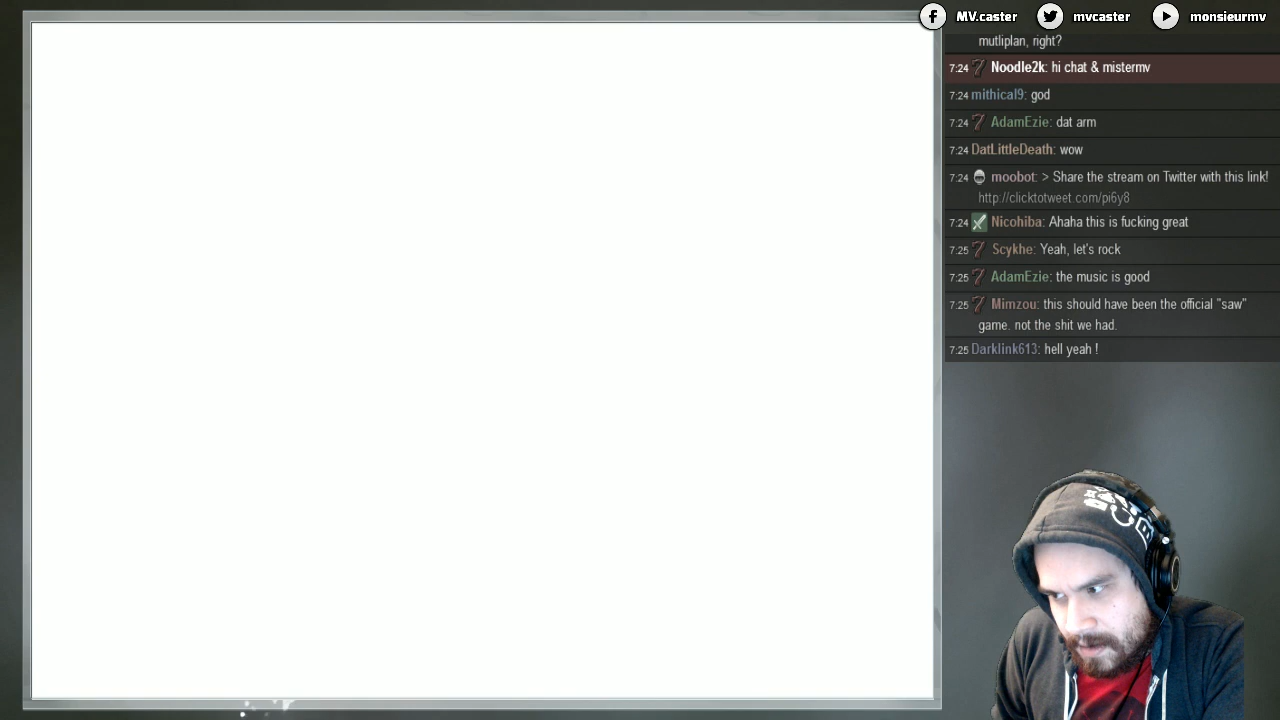 MV.caster mvcaster monsieurmv
mutliplan, right?
7:24 Noodle2k: hi chat & mistermv
7:24 mithical9: god
7:24 AdamEzie: dat arm
7:24 DatLittleDeath: wow
7:24 moobot: > Share the stream on Twitter with this link!
http://clicktotweet.com/pi6y8
7:24 Nicohiba: Ahaha this is fucking great
7:25 Scykhe: Yeah, let's rock
7:25 AdamEzie: the music is good
7:25 Mimzou: this should have been the official "saw"
game. not the shit we had.
7:25 Darklink613: hell yeah !